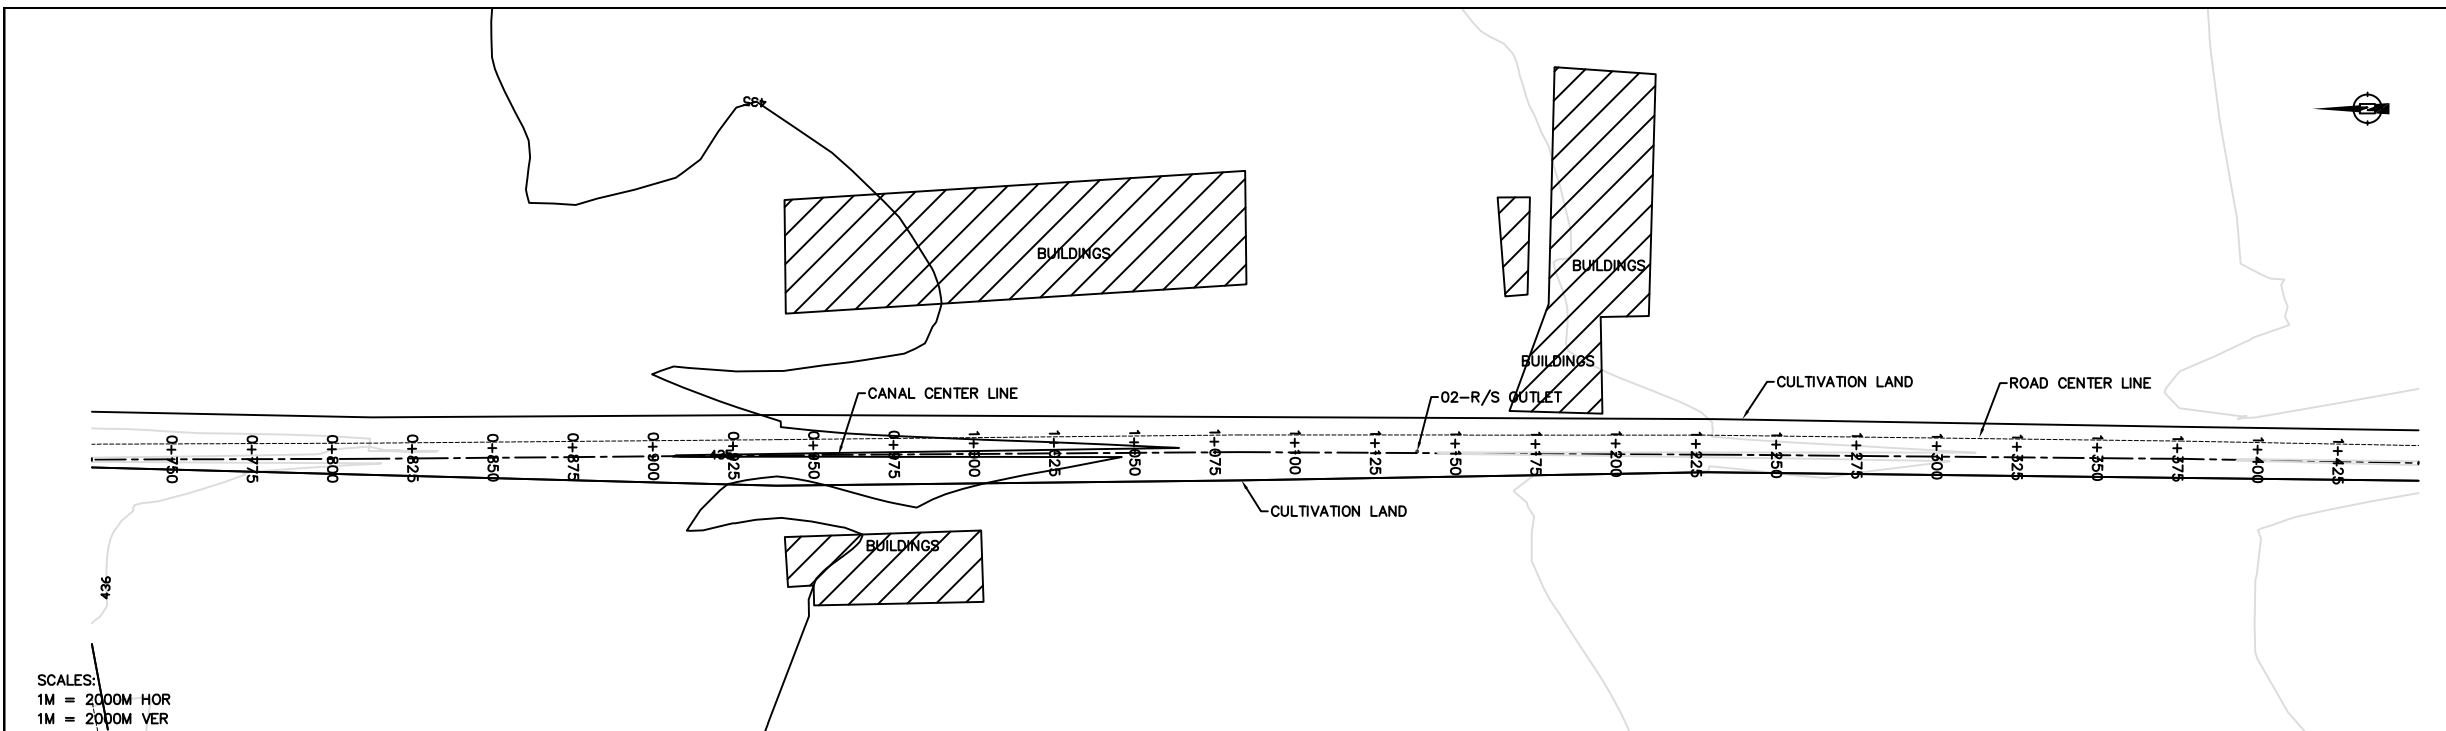 435
BUILDINGS
BUILDINGS
BUILDINGS
CANAL CENTER LINE
02-R/S OUTLET
CULTIVATION LAND
ROAD CENTER LINE
0+750
0+775
0+800
0+825
0+850
0+875
0+900
0+925
0+950
0+975
1+000
1+025
1+050
1+075
1+100
1+125
1+150
1+175
1+200
1+225
1+250
1+275
1+300
1+325
1+350
1+375
1+400
1+425
CULTIVATION LAND
BUILDINGS
436
SCALES:
1M = 2000M HOR
1M = 2000M VER